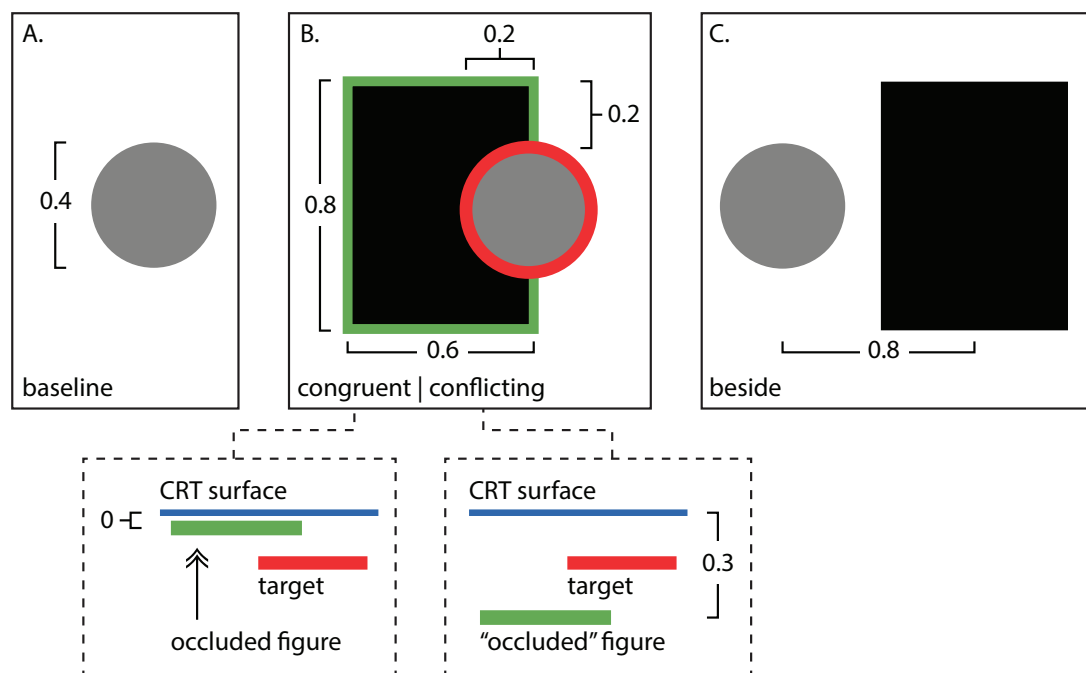 A.
0.4
baseline
B.
0.2
0.2
0.8
0.6
congruent | conflicting
C.
0.8
beside
CRT surface
0
target
occluded figure
CRT surface
0.3
target
“occluded” figure